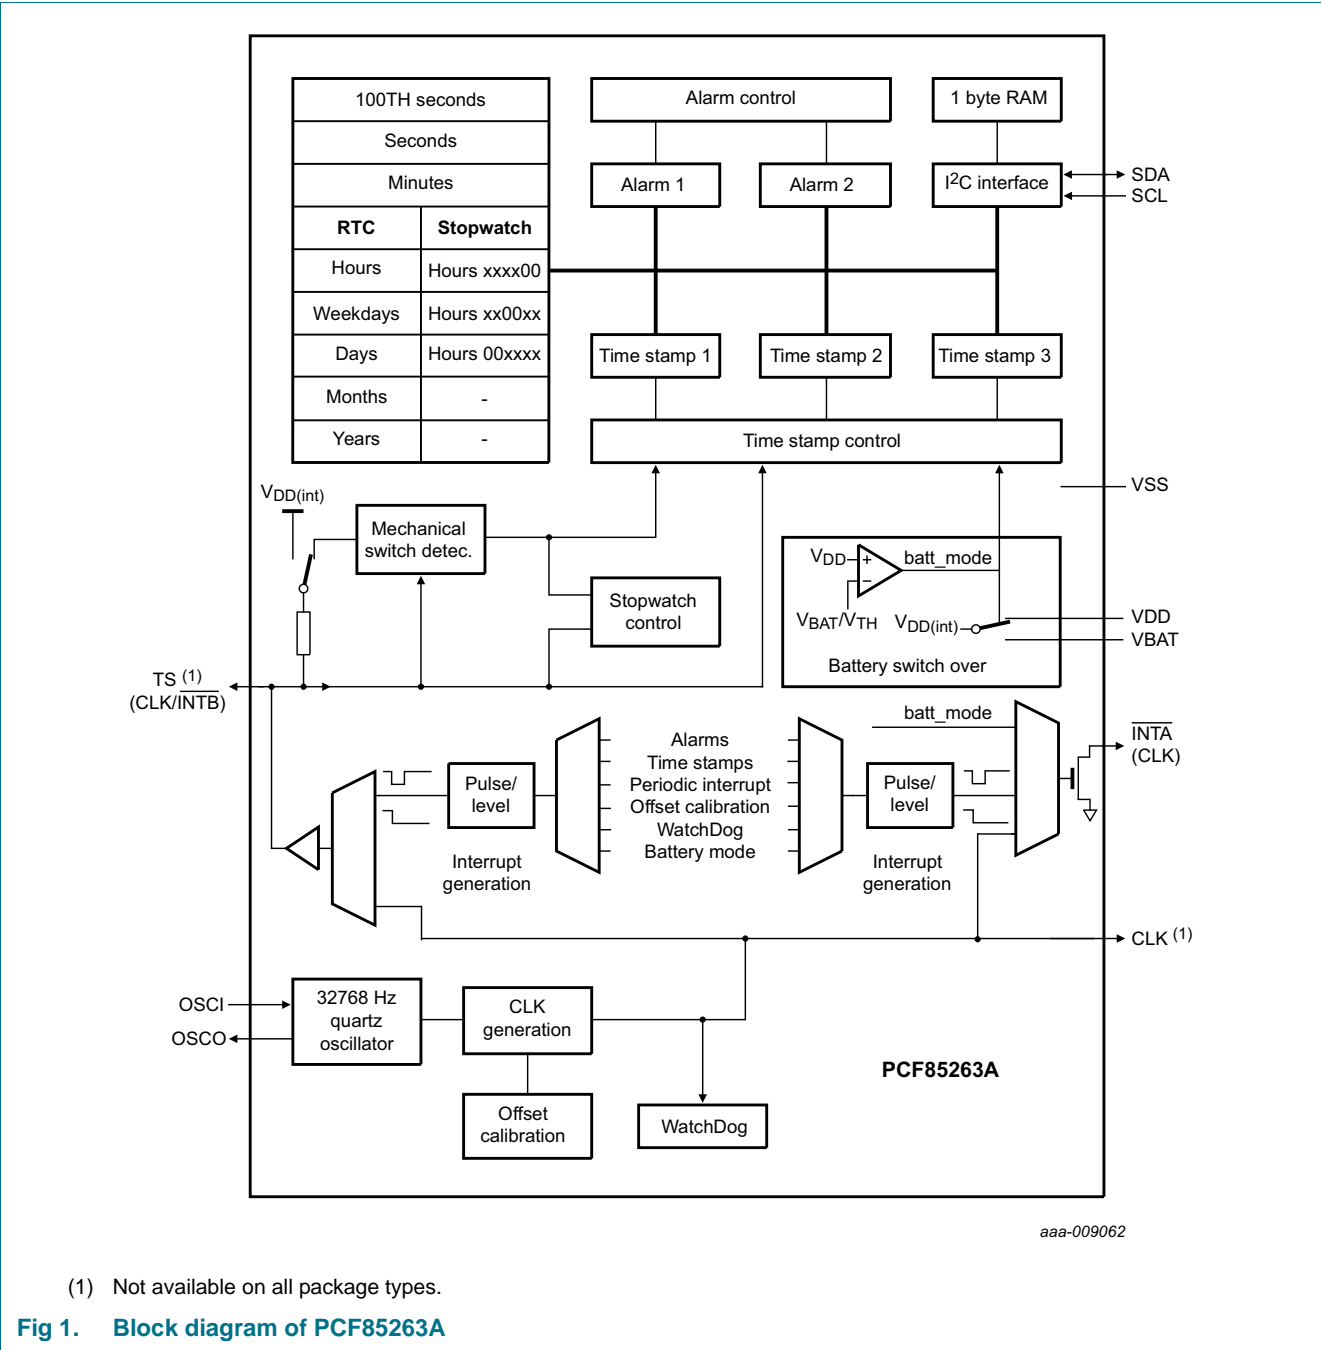 100TH seconds
Seconds
Minutes
RTC Stopwatch
Hours Hours xxxx00
Weekdays Hours xx00xx
Days Hours 00xxxx
Months -
Years -
Alarm control
1 byte RAM
Alarm 1
Alarm 2
I2C interface
SDA
SCL
Time stamp 1
Time stamp 2
Time stamp 3
Time stamp control
VSS
VDD(int)
Mechanical
switch detec.
Stopwatch
control
VDD
+
−
batt_mode
VBAT/VTH
VDD(int)
Battery switch over
VDD
VBAT
TS (1)
(CLK/INTB)
batt_mode
INTA
(CLK)
Alarms
Time stamps
Periodic interrupt
Offset calibration
WatchDog
Battery mode
Pulse/
level
Interrupt
generation
Pulse/
level
Interrupt
generation
CLK (1)
OSCI
OSCO
32768 Hz
quartz
oscillator
CLK
generation
Offset
calibration
WatchDog
PCF85263A
aaa-009062
(1) Not available on all package types.
Fig 1. Block diagram of PCF85263A